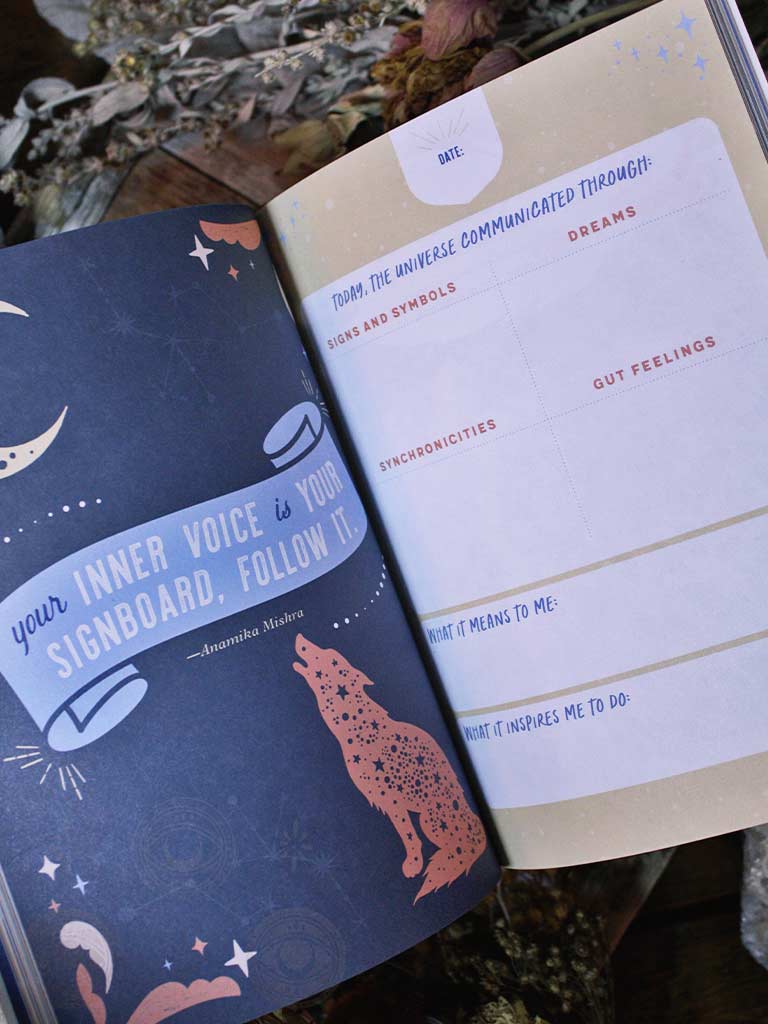 your INNER VOICE is YOUR
SIGNBOARD, FOLLOW IT.
—Anamika Mishra
DATE:
TODAY, THE UNIVERSE COMMUNICATED THROUGH:
SIGNS AND SYMBOLS
DREAMS
SYNCHRONICITIES
GUT FEELINGS
WHAT IT MEANS TO ME:
WHAT IT INSPIRES ME TO DO: